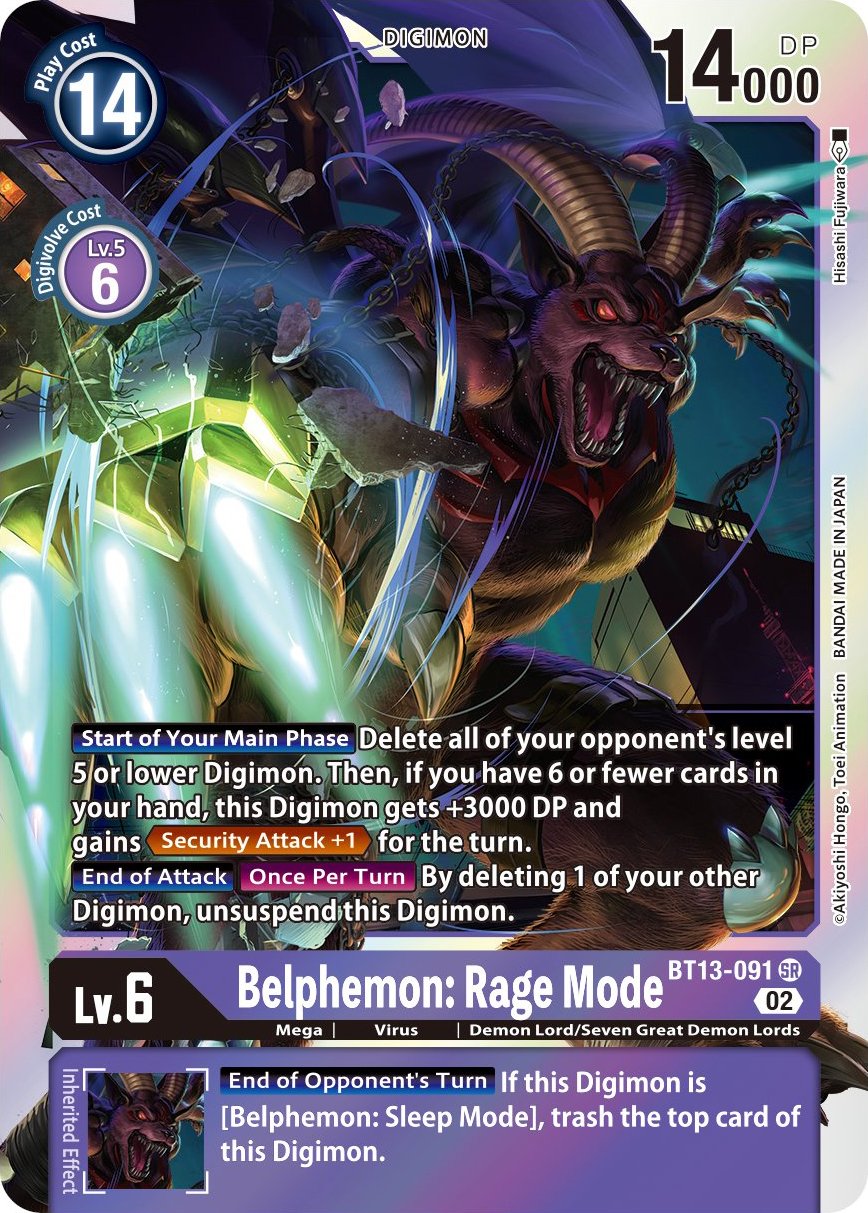 DIGIMON
Play Cost
14
DP
14000
Digivolve Cost
Lv.5
6
Hisashi Fujiwara
©Akiyoshi Hongo, Toei Animation BANDAI MADE IN JAPAN
Start of Your Main Phase Delete all of your opponent's level
5 or lower Digimon. Then, if you have 6 or fewer cards in
your hand, this Digimon gets +3000 DP and
gains Security Attack +1 for the turn.
End of Attack Once Per Turn By deleting 1 of your other
Digimon, unsuspend this Digimon.
Lv.6
Belphemon: Rage Mode
BT13-091 SR
02
Mega | Virus | Demon Lord/Seven Great Demon Lords
Inherited Effect
End of Opponent's Turn If this Digimon is
[Belphemon: Sleep Mode], trash the top card of
this Digimon.